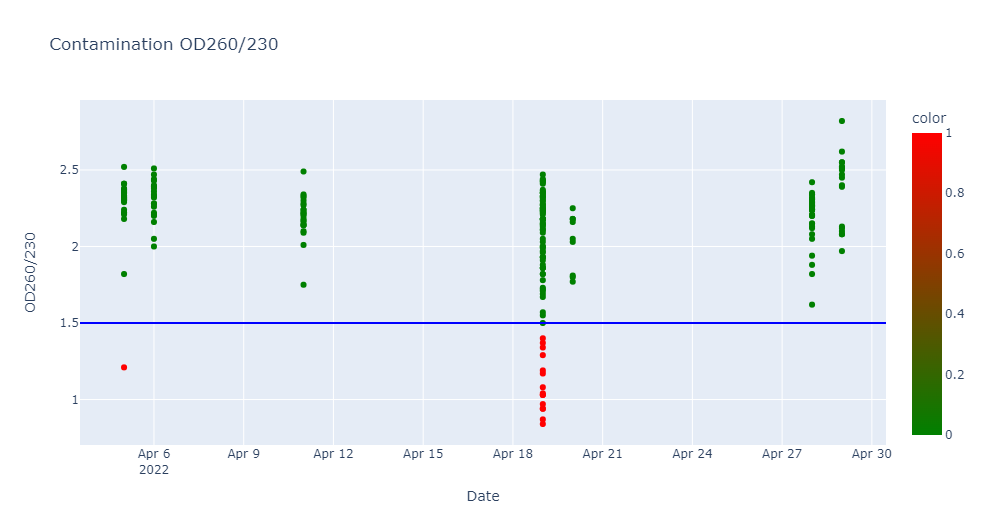 Contamination OD260/230
color
1
0.8
0.6
0.4
0.2
0
OD260/230
2.5
2
1.5
1
Apr 6
2022
Apr 9
Apr 12
Apr 15
Apr 18
Apr 21
Apr 24
Apr 27
Apr 30
Date